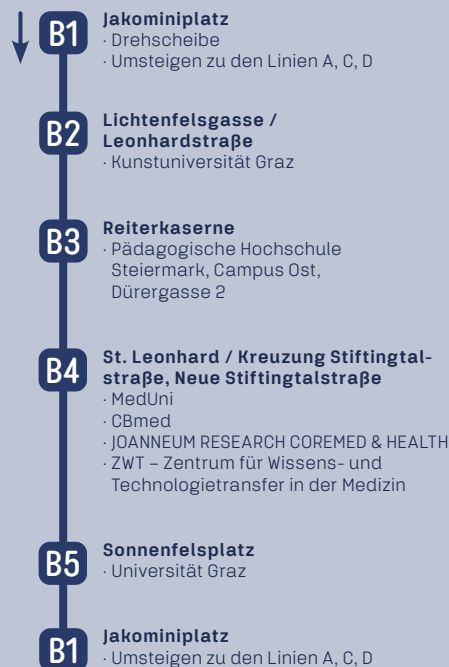 B1
Jakominiplatz
· Drehscheibe
· Umsteigen zu den Linien A, C, D
B2
Lichtenfelsgasse /
Leonhardstraße
· Kunstuniversität Graz
B3
Reiterkaserne
· Pädagogische Hochschule
Steiermark, Campus Ost,
Dürergasse 2
B4
St. Leonhard / Kreuzung Stiftingtal-
straße, Neue Stiftingtalstraße
· MedUni
· CBmed
· JOANNEUM RESEARCH COREMED & HEALTH
· ZWT – Zentrum für Wissens- und
Technologietransfer in der Medizin
B5
Sonnenfelsplatz
· Universität Graz
B1
Jakominiplatz
· Umsteigen zu den Linien A, C, D